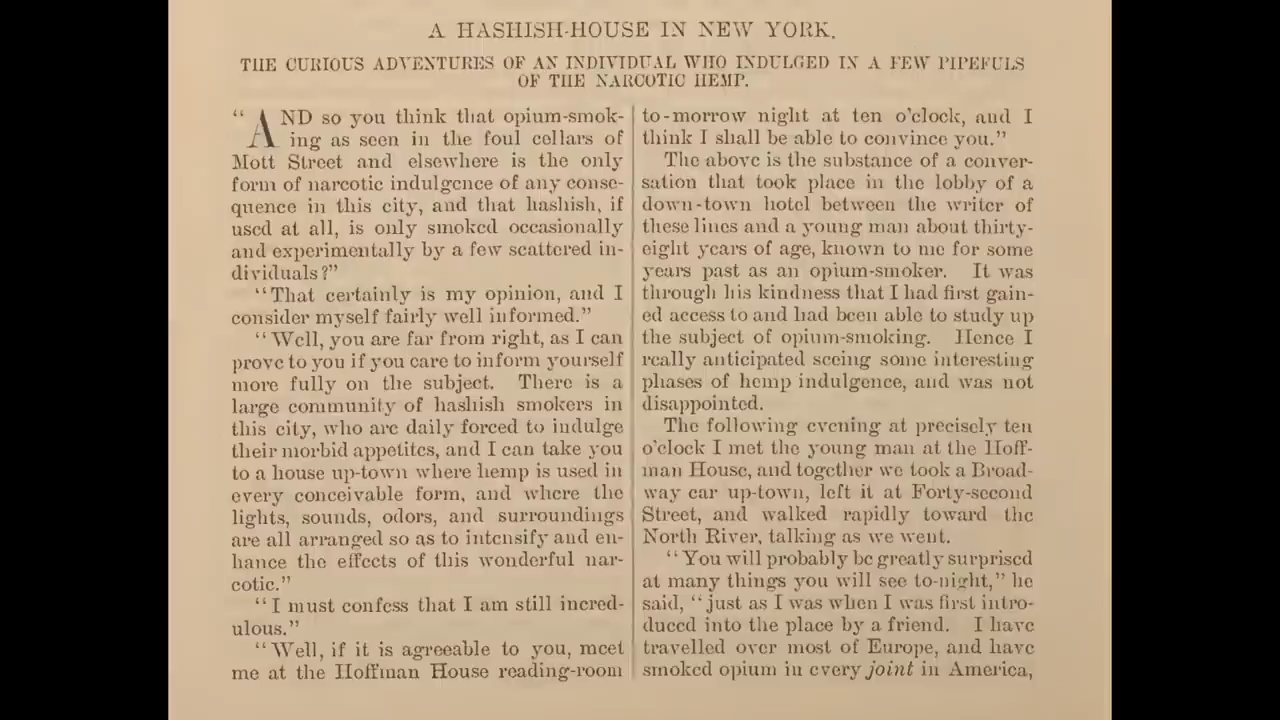 A HASHISH-HOUSE IN NEW YORK.
THE CURIOUS ADVENTURES OF AN INDIVIDUAL WHO INDULGED IN A FEW PIPEFULS
OF THE NARCOTIC HEMP.
“AND so you think that opium-smok-
ing as seen in the foul cellars of
Mott Street and elsewhere is the only
form of narcotic indulgence of any conse-
quence in this city, and that hashish, if
used at all, is only smoked occasionally
and experimentally by a few scattered in-
dividuals?”
“That certainly is my opinion, and I
consider myself fairly well informed.”
“Well, you are far from right, as I can
prove to you if you care to inform yourself
more fully on the subject. There is a
large community of hashish smokers in
this city, who are daily forced to indulge
their morbid appetites, and I can take you
to a house up-town where hemp is used in
every conceivable form, and where the
lights, sounds, odors, and surroundings
are all arranged so as to intensify and en-
hance the effects of this wonderful nar-
cotic.”
“I must confess that I am still incred-
ulous.”
“Well, if it is agreeable to you, meet
me at the Hoffman House reading-room
to-morrow night at ten o’clock, and I
think I shall be able to convince you.”
The above is the substance of a conver-
sation that took place in the lobby of a
down-town hotel between the writer of
these lines and a young man about thirty-
eight years of age, known to me for some
years past as an opium-smoker. It was
through his kindness that I had first gain-
ed access to and had been able to study up
the subject of opium-smoking. Hence I
really anticipated seeing some interesting
phases of hemp indulgence, and was not
disappointed.
The following evening at precisely ten
o’clock I met the young man at the Hoff-
man House, and together we took a Broad-
way car up-town, left it at Forty-second
Street, and walked rapidly toward the
North River, talking as we went.
“You will probably be greatly surprised
at many things you will see to-night,” he
said, “just as I was when I was first intro-
duced into the place by a friend. I have
travelled over most of Europe, and have
smoked opium in every joint in America,